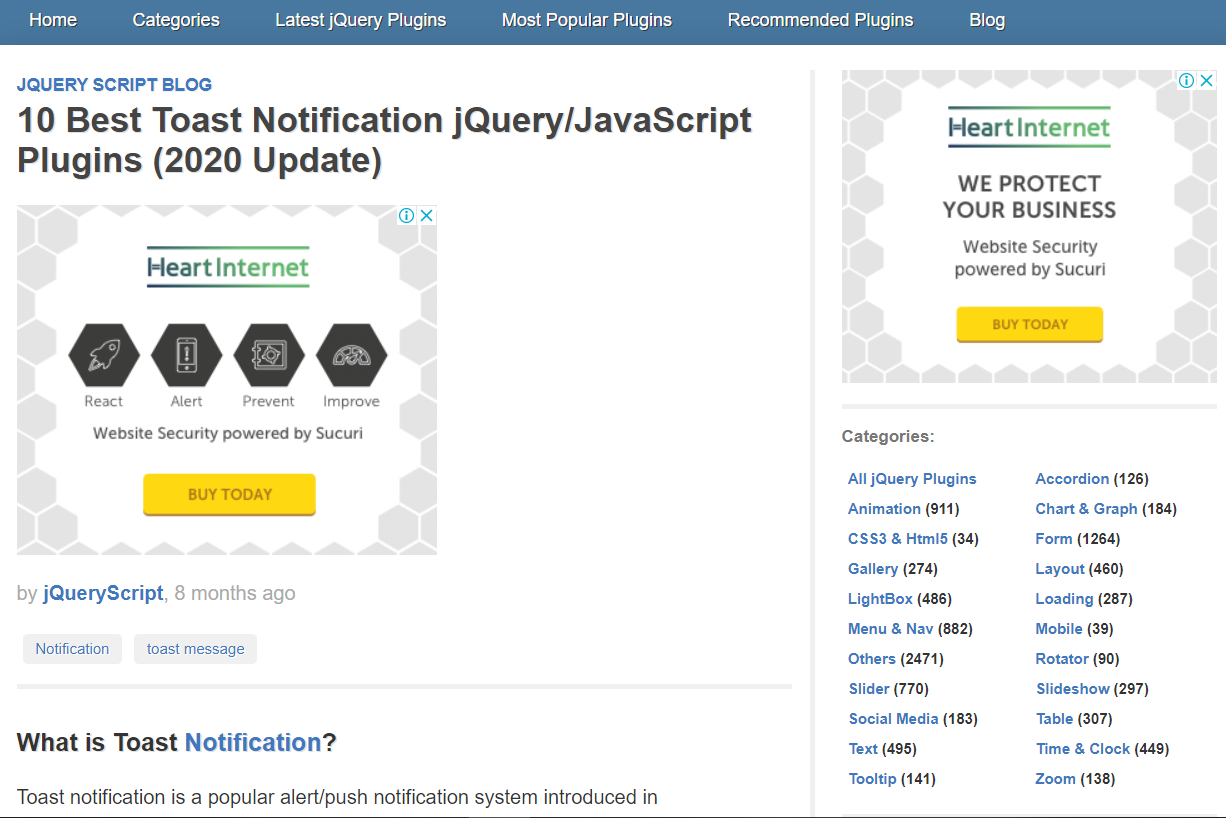 Home Categories Latest jQuery Plugins Most Popular Plugins Recommended Plugins Blog
JQUERY SCRIPT BLOG
10 Best Toast Notification jQuery/JavaScript
Plugins (2020 Update)
Heart Internet
React Alert Prevent Improve
Website Security powered by Sucuri
BUY TODAY
by jQueryScript, 8 months ago
Notification toast message
What is Toast Notification?
Toast notification is a popular alert/push notification system introduced in
Heart Internet
WE PROTECT
YOUR BUSINESS
Website Security
powered by Sucuri
BUY TODAY
Categories:
All jQuery Plugins Accordion (126)
Animation (911) Chart & Graph (184)
CSS3 & Html5 (34) Form (1264)
Gallery (274) Layout (460)
LightBox (486) Loading (287)
Menu & Nav (882) Mobile (39)
Others (2471) Rotator (90)
Slider (770) Slideshow (297)
Social Media (183) Table (307)
Text (495) Time & Clock (449)
Tooltip (141) Zoom (138)